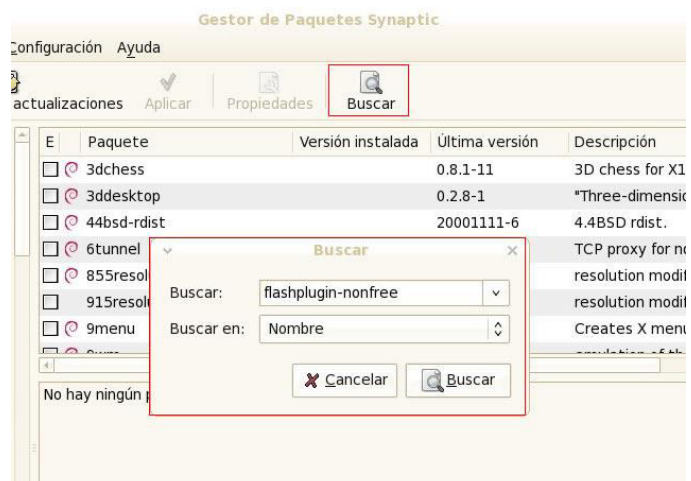 Gestor de Paquetes Synaptic
Configuración Ayuda
actualizaciones Aplicar Propiedades Buscar
E Paquete Versión instalada Última versión Descripción
3dchess 0.8.1-11 3D chess for X1
3ddesktop 0.2.8-1 "Three-dimensio
44bsd-rdist 20001111-6 4.4BSD rdist.
6tunnel TCP proxy for no
855resol resolution modif
915resolu resolution modif
9menu Creates X menu
Buscar
Buscar: flashplugin-nonfree
Buscar en: Nombre
Cancelar Buscar
No hay ningún p